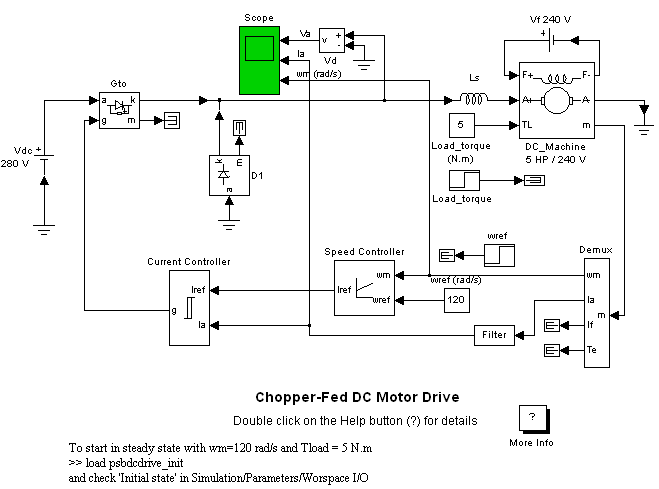 Scope
Va
Ia
wm (rad/s)
v
+
-
Vd
Vf 240 V
+
Gto
a
k
g
m
Vdc
+
280 V
k
m
a
D1
Ls
F+
F-
A+
A-
TL
m
5
Load_torque
(N.m)
DC_Machine
5 HP / 240 V
Load_torque
wref
Demux
Current Controller
Speed Controller
wref (rad/s)
Iref
g
Ia
wm
Iref
wref
120
wm
Ia
m
If
Te
Filter
Chopper-Fed DC Motor Drive
Double click on the Help button (?) for details
?
More Info
To start in steady state with wm=120 rad/s and Tload = 5 N.m
>> load psbdcdrive_init
and check 'Initial state' in Simulation/Parameters/Worspace I/O